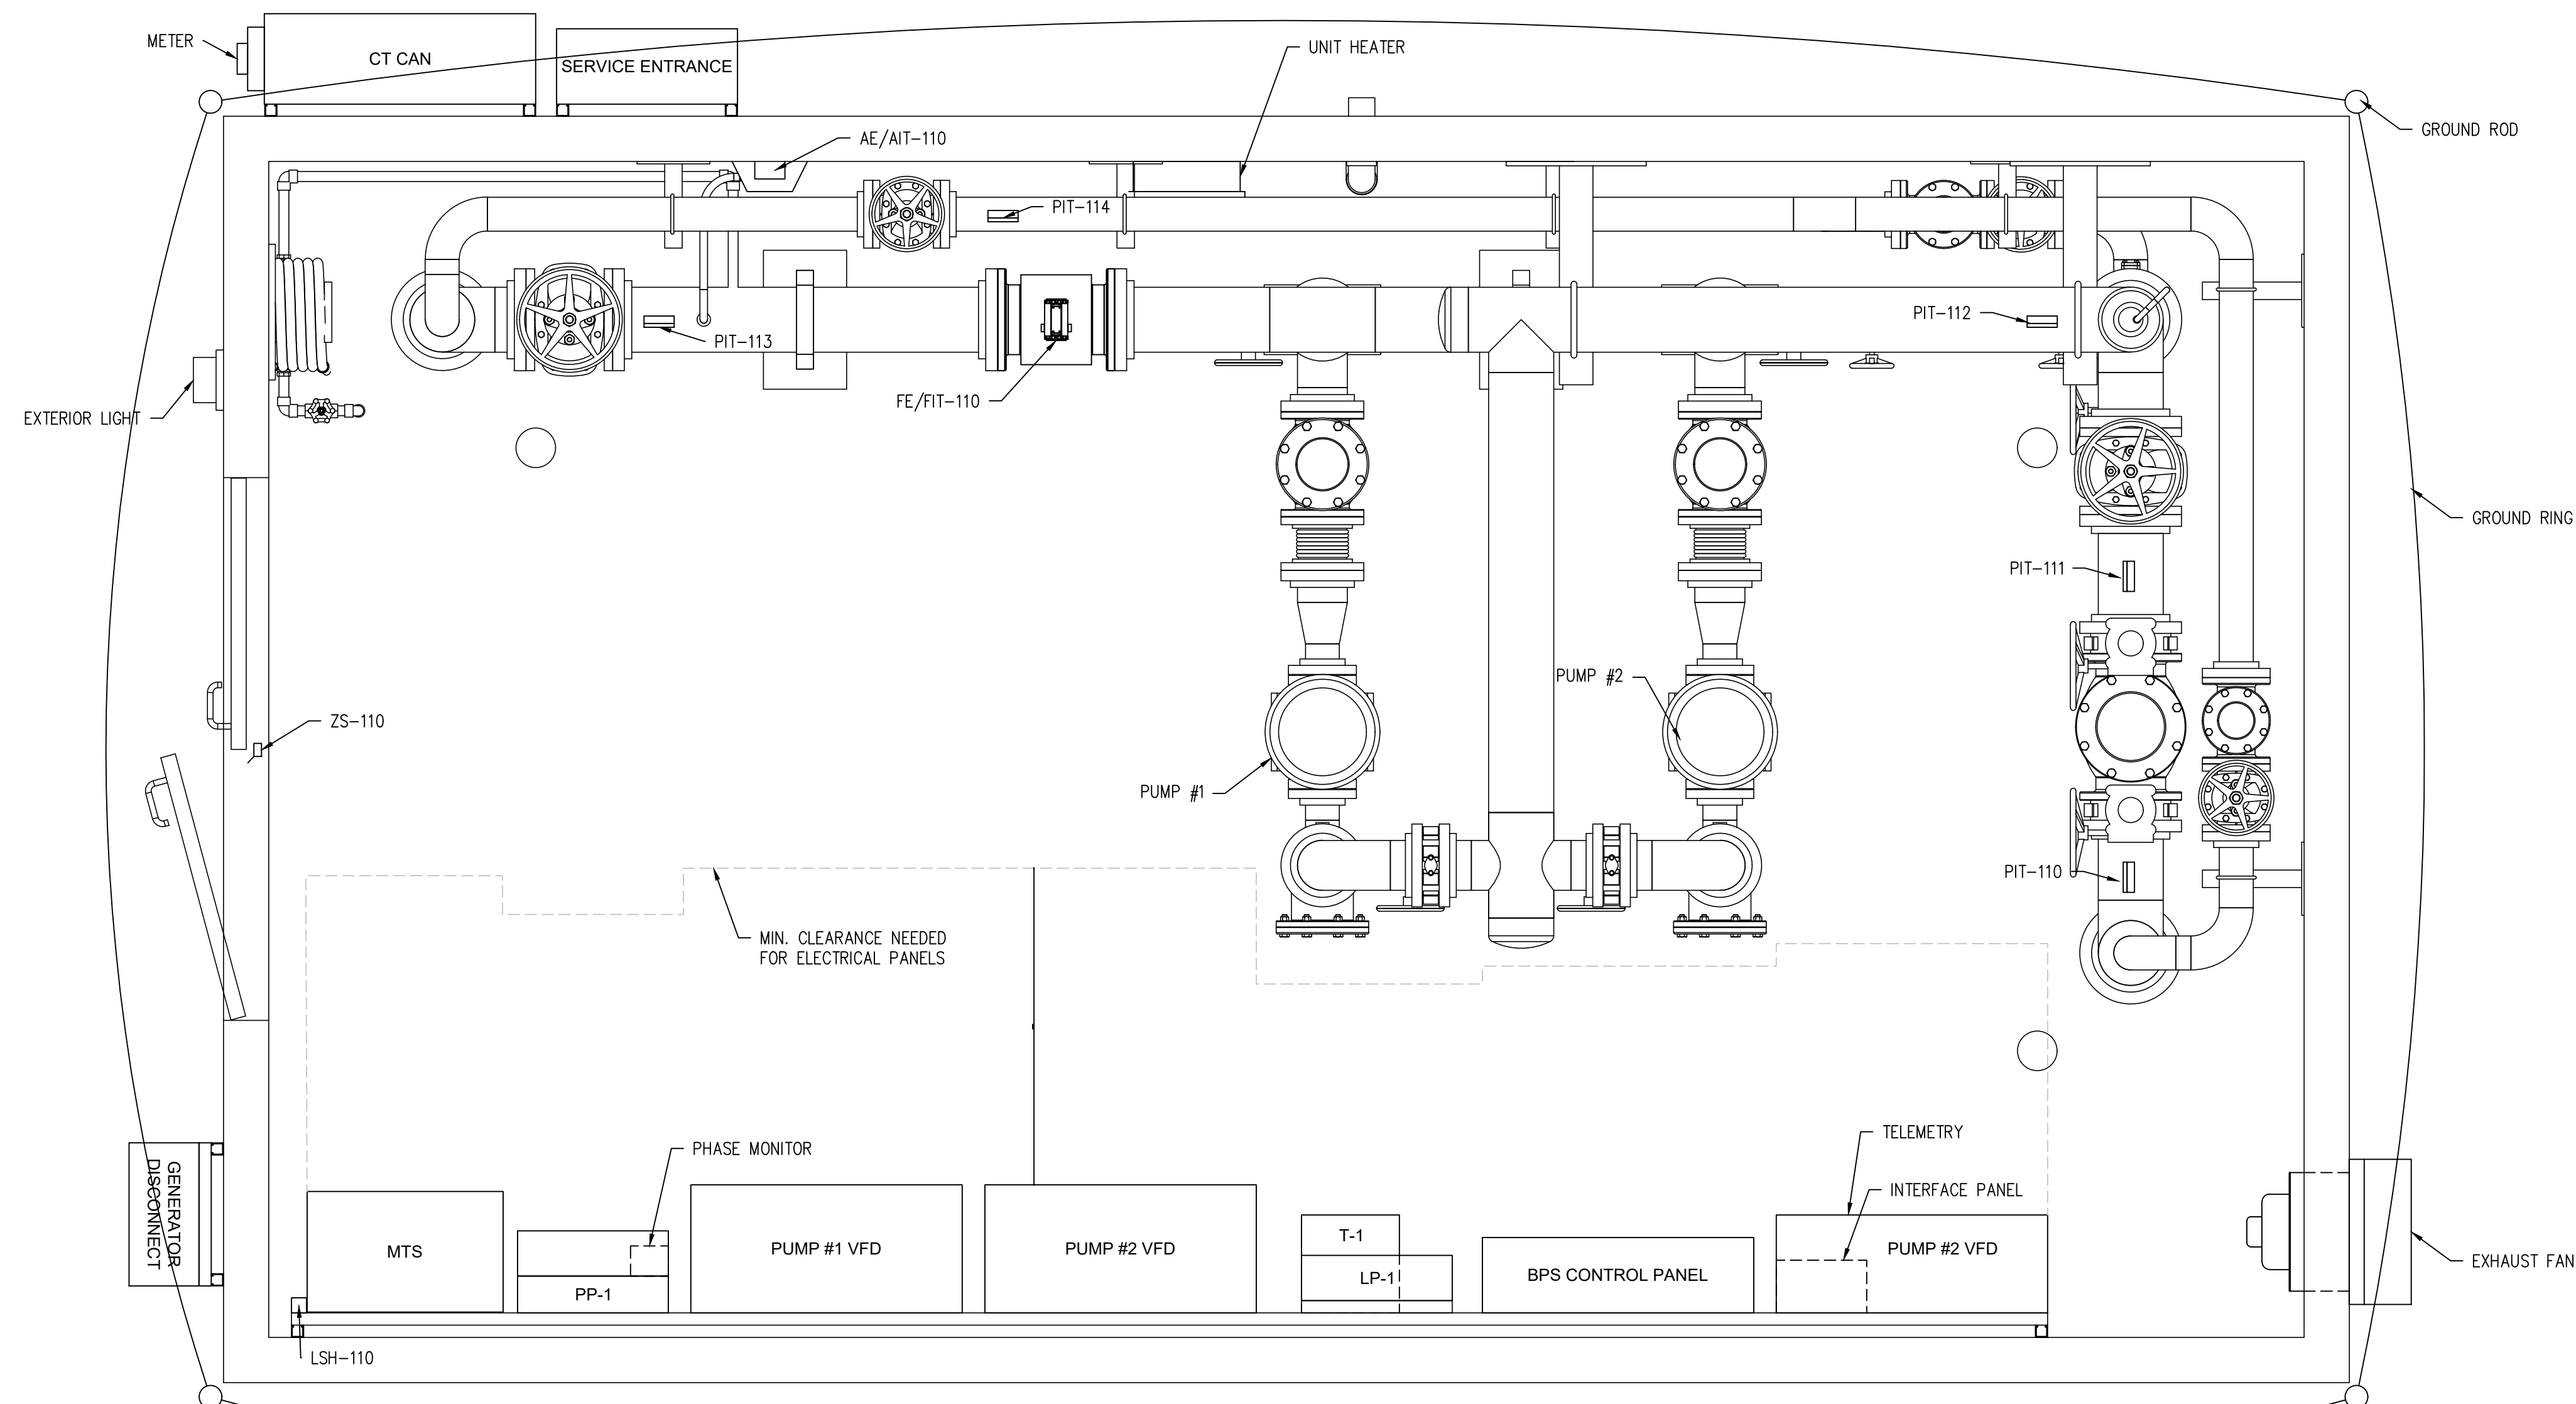 METER
CT CAN
SERVICE ENTRANCE
UNIT HEATER
AE/AIT-110
GROUND ROD
PIT-114
PIT-113
PIT-112
FE/FIT-110
EXTERIOR LIGHT
GROUND RING
PIT-111
PUMP #2
ZS-110
PUMP #1
PIT-110
MIN. CLEARANCE NEEDED
FOR ELECTRICAL PANELS
TELEMETRY
PHASE MONITOR
INTERFACE PANEL
GENERATOR
DISCONNECT
MTS
PP-1
PUMP #1 VFD
PUMP #2 VFD
T-1
LP-1
BPS CONTROL PANEL
PUMP #2 VFD
EXHAUST FAN
LSH-110